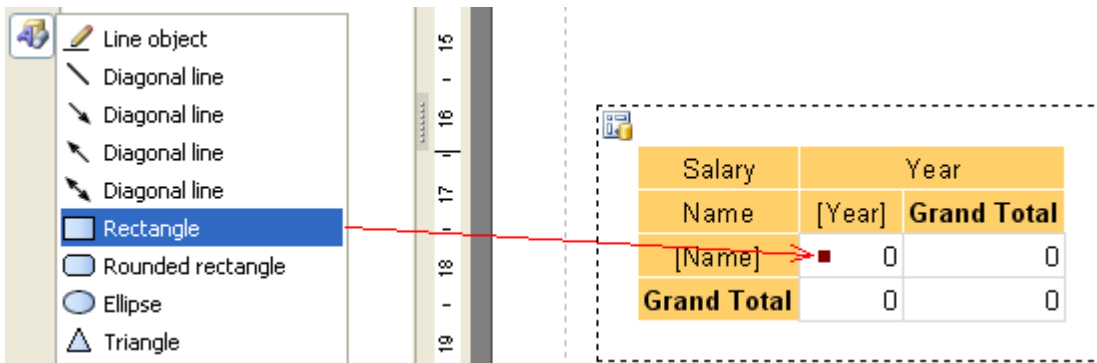 Line object
Diagonal line
Diagonal line
Diagonal line
Diagonal line
Rectangle
Rounded rectangle
Ellipse
Triangle
15
16
17
18
19
Salary Year
Name [Year] Grand Total
[Name] 0 0
Grand Total 0 0